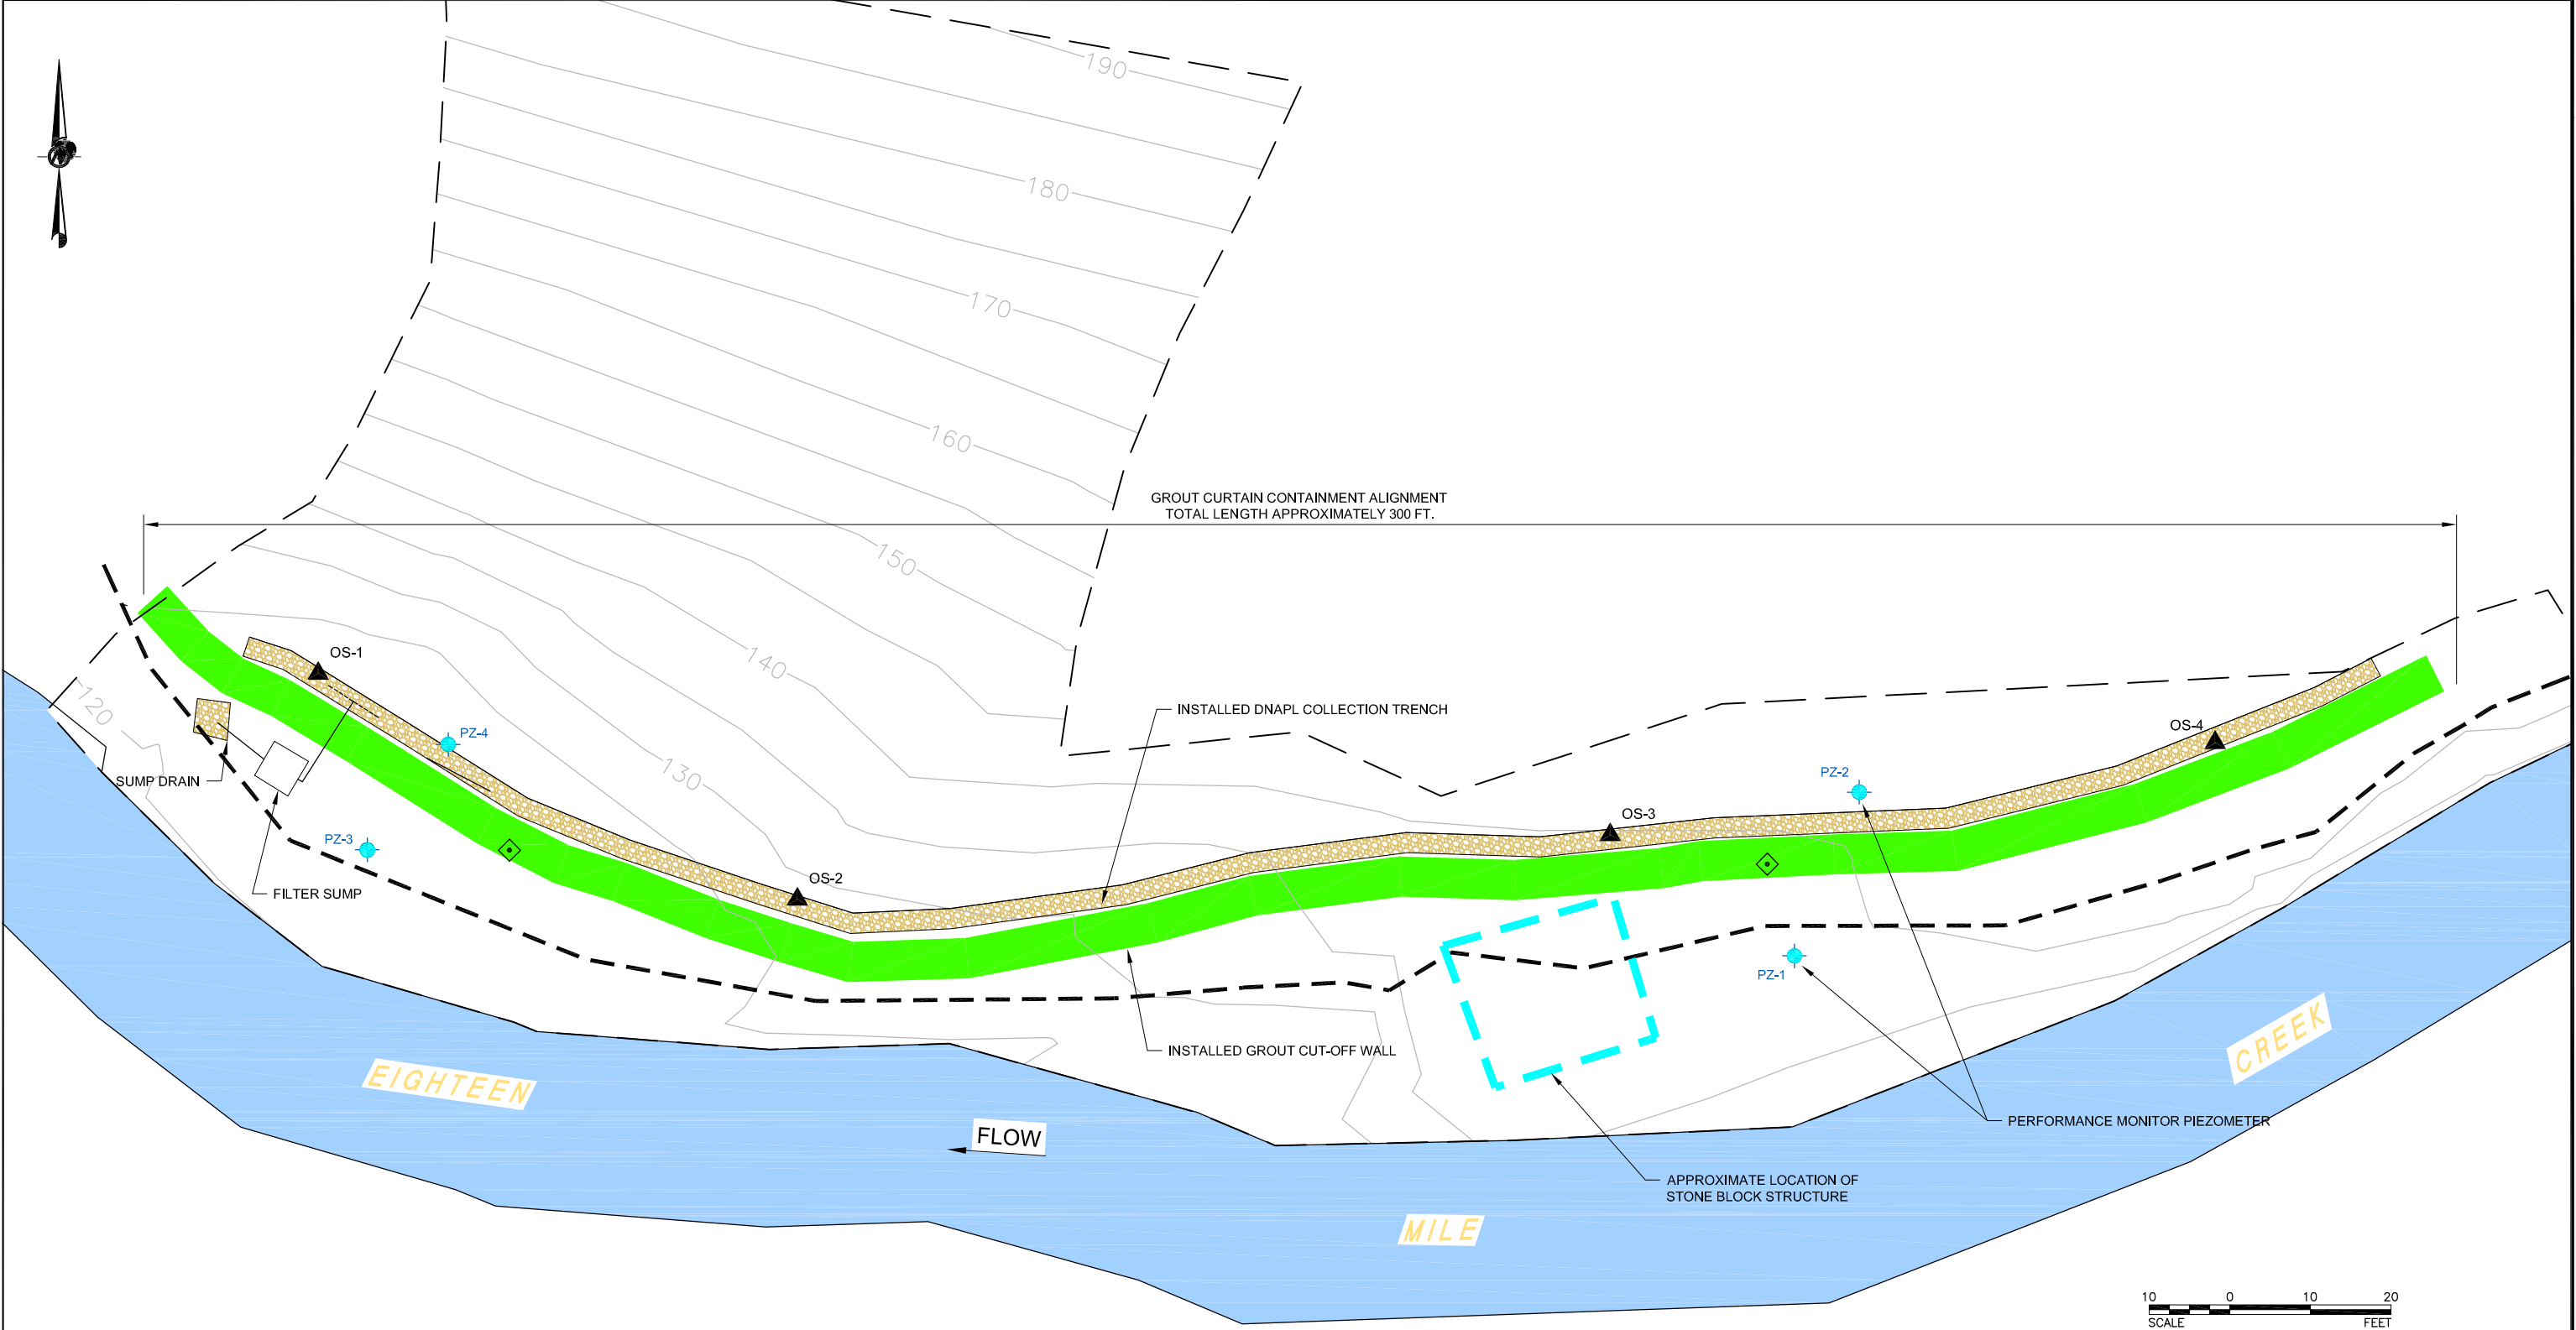 190
180
170
160
GROUT CURTAIN CONTAINMENT ALIGNMENT
TOTAL LENGTH APPROXIMATELY 300 FT.
150
140
130
120
OS-1
PZ-4
SUMP DRAIN
PZ-3
FILTER SUMP
OS-2
INSTALLED DNAPL COLLECTION TRENCH
OS-3
PZ-2
OS-4
PZ-1
INSTALLED GROUT CUT-OFF WALL
PERFORMANCE MONITOR PIEZOMETER
APPROXIMATE LOCATION OF
STONE BLOCK STRUCTURE
EIGHTEEN
FLOW
MILE
CREEK
10 0 10 20
SCALE FEET